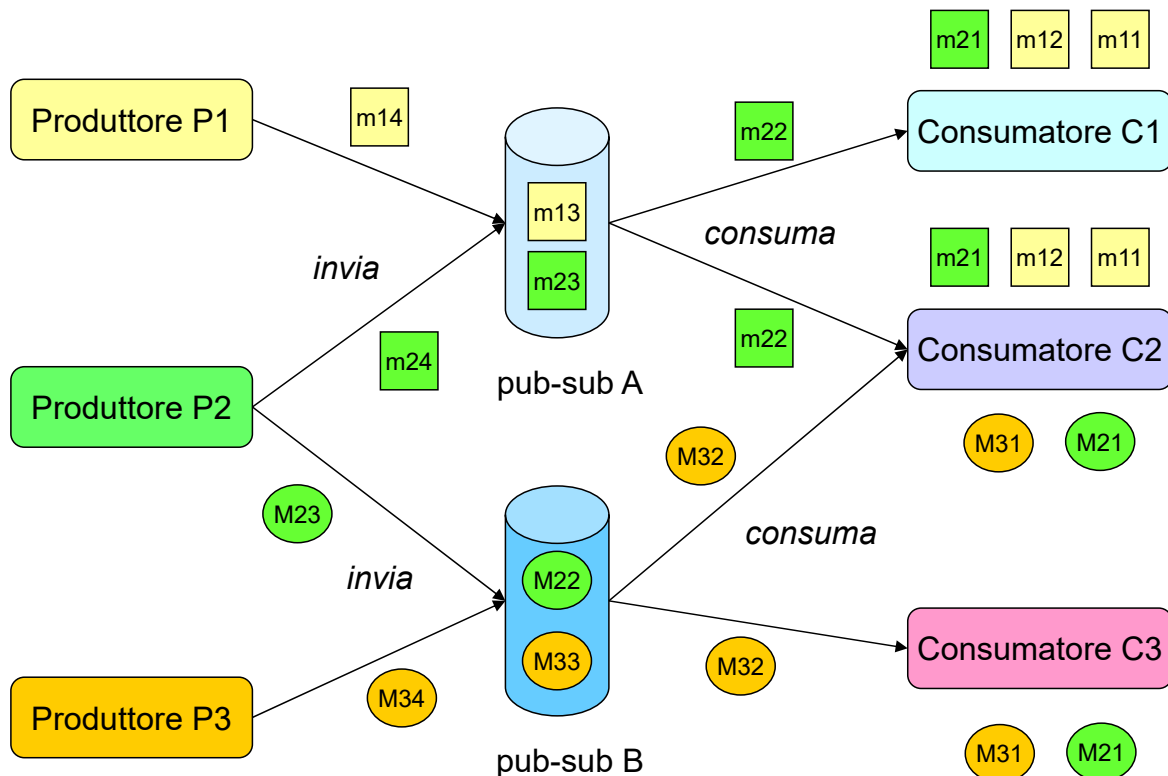 m21 m12 m11
Produttore P1
m14
m22
Consumatore C1
m13
consuma
m21 m12 m11
invia
m23
m22
m24
Consumatore C2
pub-sub A
Produttore P2
M32
M31 M21
M23
consuma
invia
M22
M33
M32
Consumatore C3
M34
Produttore P3
pub-sub B
M31 M21